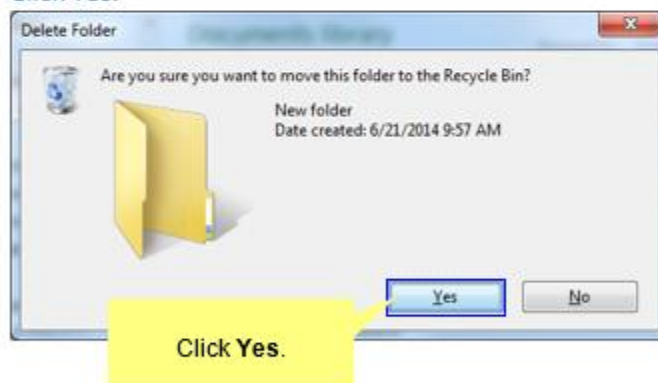 Delete Folder
Are you sure you want to move this folder to the Recycle Bin?
New folder
Date created: 6/21/2014 9:57 AM
Yes
No
Click Yes.